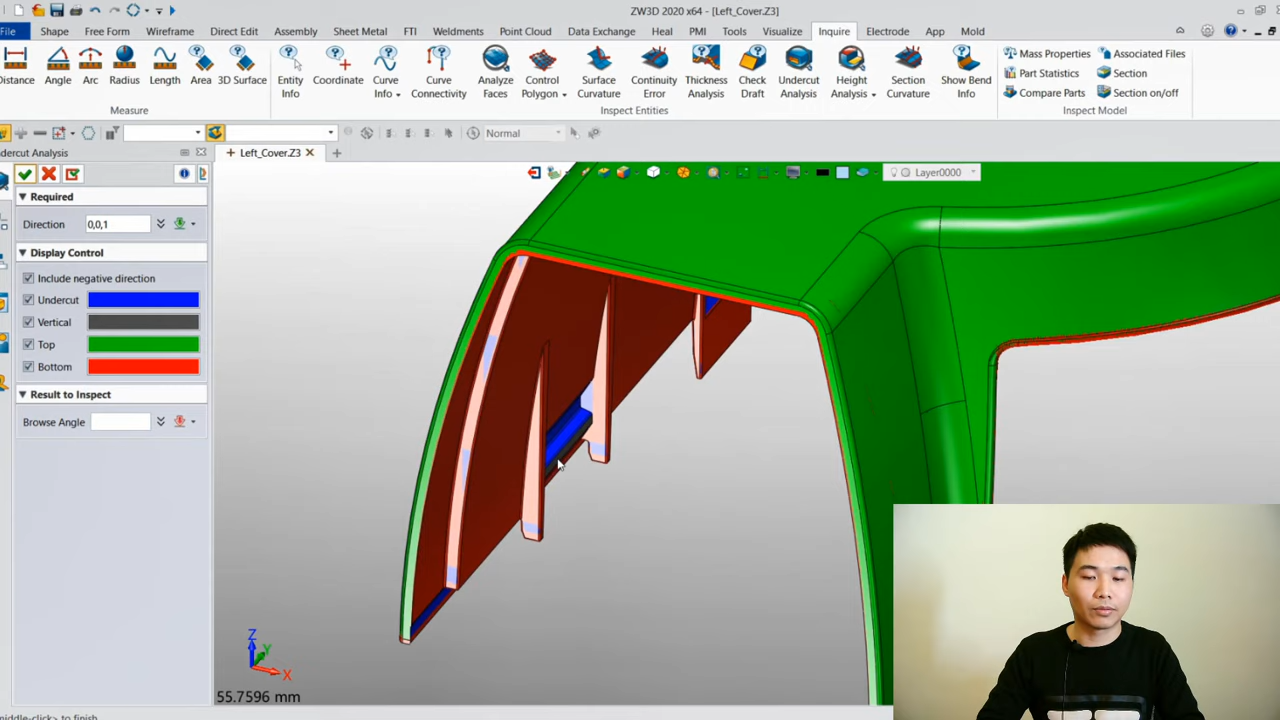 ZW3D 2020 x64 - [Left_Cover.Z3]
File Shape Free Form Wireframe Direct Edit Assembly Sheet Metal FTI Weldments Point Cloud Data Exchange Heal PMI Tools Visualize Inquire Electrode App Mold
Distance Angle Arc Radius Length Area 3D Surface
Measure
Entity Info Coordinate Curve Info Curve Connectivity Analyze Faces Control Polygon Surface Curvature Continuity Error Thickness Analysis Check Draft Undercut Analysis Height Analysis Section Curvature Show Bend Info
Inspect Entities
Mass Properties Associated Files
Part Statistics Section
Compare Parts Section on/off
Inspect Model
Normal
Undercut Analysis
Left_Cover.Z3
Layer0000
Required
Direction 0,0,1
Display Control
Include negative direction
Undercut
Vertical
Top
Bottom
Result to Inspect
Browse Angle
Z
Y
X
55.7596 mm
middle-click> to finish